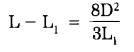 L – L₁ = 8D² / 3L₁